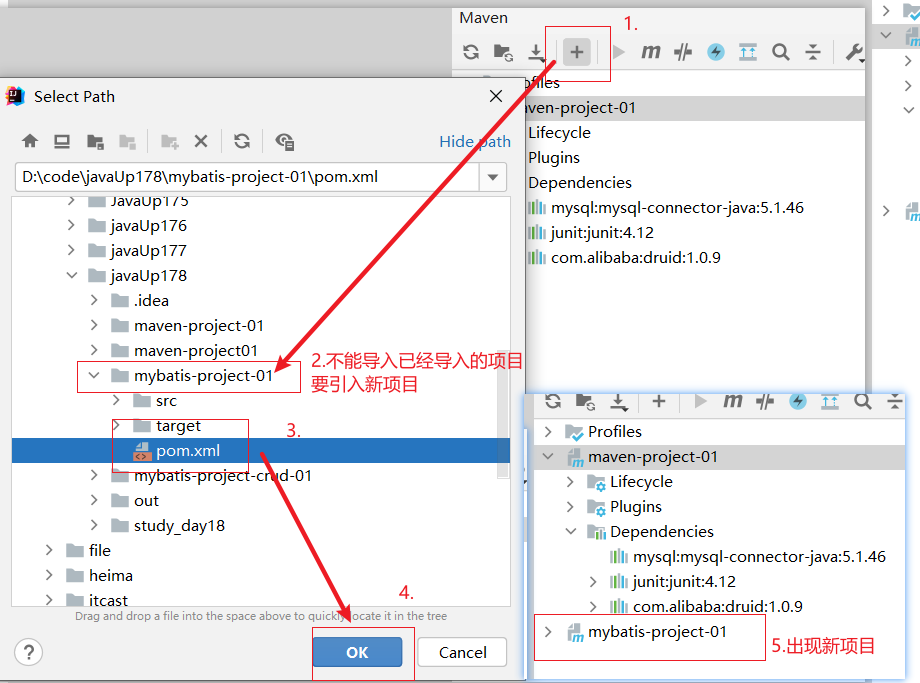 Maven
1.
ofiles
aven-project-01
Lifecycle
Plugins
Dependencies
mysql:mysql-connector-java:5.1.46
junit:junit:4.12
com.alibaba:druid:1.0.9
Select Path
Hide path
D:\code\javaUp178\mybatis-project-01\pom.xml
JavaUp175
javaUp176
javaUp177
javaUp178
.idea
maven-project-01
maven-project01
mybatis-project-01
2.不能导入已经导入的项目
要引入新项目
src
target
3.
pom.xml
mybatis-project-crud-01
out
study_day18
file
heima
itcast
Drag and drop a file into the space above to quickly locate it in the tree
4.
?
OK
Cancel
Profiles
maven-project-01
Lifecycle
Plugins
Dependencies
mysql:mysql-connector-java:5.1.46
junit:junit:4.12
com.alibaba:druid:1.0.9
mybatis-project-01
5.出现新项目